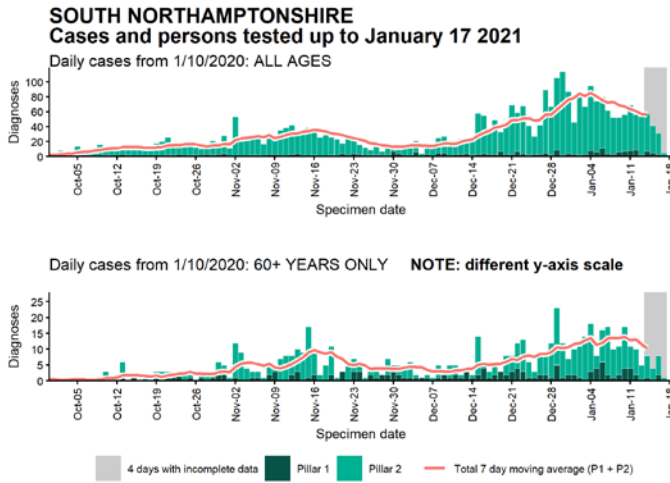 SOUTH NORTHAMPTONSHIRE
Cases and persons tested up to January 17 2021
Daily cases from 1/10/2020: ALL AGES
Diagnoses
100
80
60
40
20
0
Oct-05 Oct-12 Oct-19 Oct-26 Nov-02 Nov-09 Nov-16 Nov-23 Nov-30 Dec-07 Dec-14 Dec-21 Dec-28 Jan-04 Jan-11 Jan-18
Specimen date
Daily cases from 1/10/2020: 60+ YEARS ONLY NOTE: different y-axis scale
Diagnoses
25
20
15
10
5
0
Oct-05 Oct-12 Oct-19 Oct-26 Nov-02 Nov-09 Nov-16 Nov-23 Nov-30 Dec-07 Dec-14 Dec-21 Dec-28 Jan-04 Jan-11 Jan-18
Specimen date
4 days with incomplete data Pillar 1 Pillar 2 Total 7 day moving average (P1 + P2)